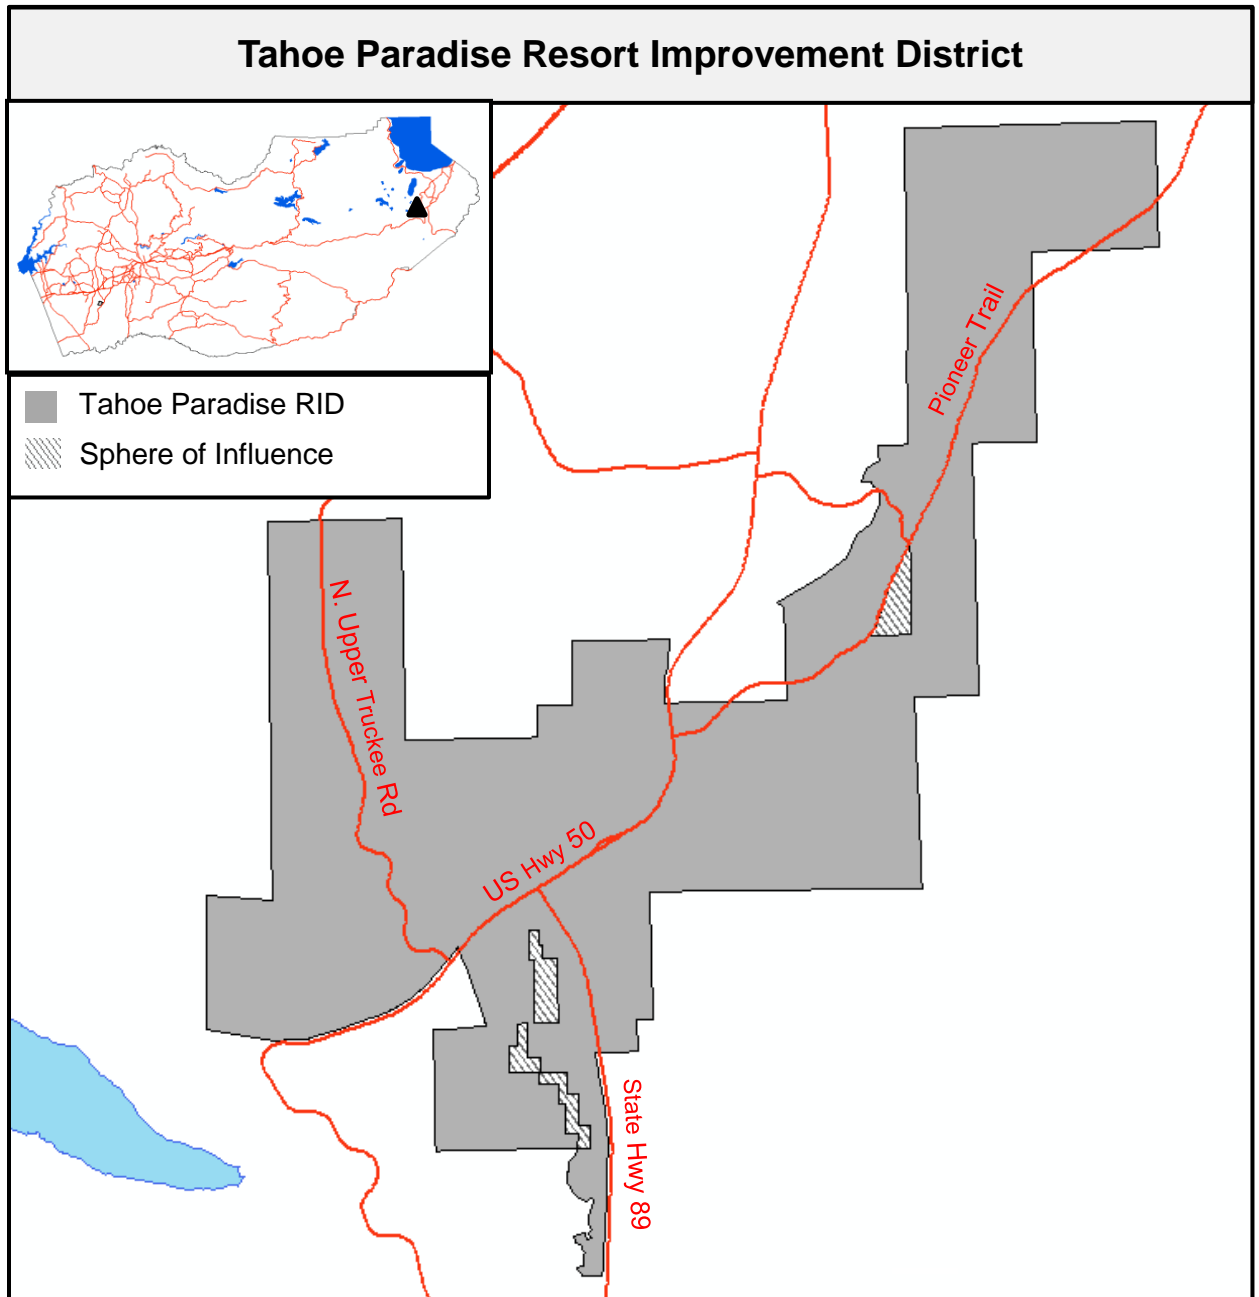 Tahoe Paradise Resort Improvement District
Tahoe Paradise RID
Sphere of Influence
Pioneer Trail
N. Upper Truckee Rd
US Hwy 50
State Hwy 89